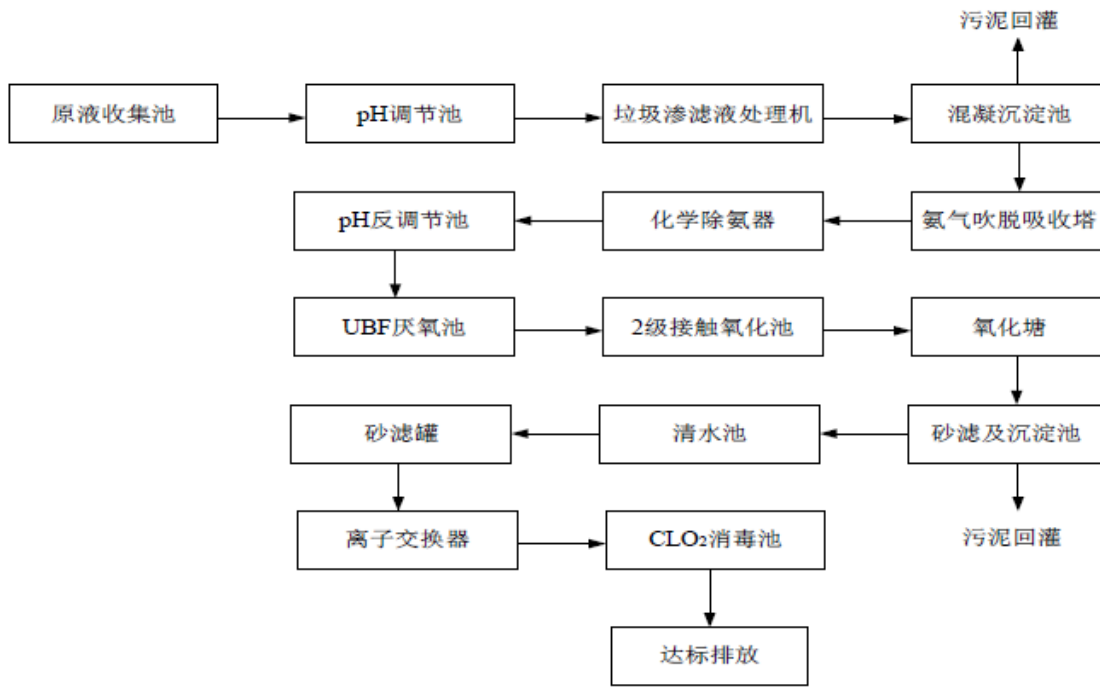 污泥回灌
原液收集池
pH调节池
垃圾渗滤液处理机
混凝沉淀池
pH反调节池
化学除氨器
氨气吹脱吸收塔
UBF厌氧池
2级接触氧化池
氧化塘
砂滤罐
清水池
砂滤及沉淀池
离子交换器
CLO₂消毒池
污泥回灌
达标排放